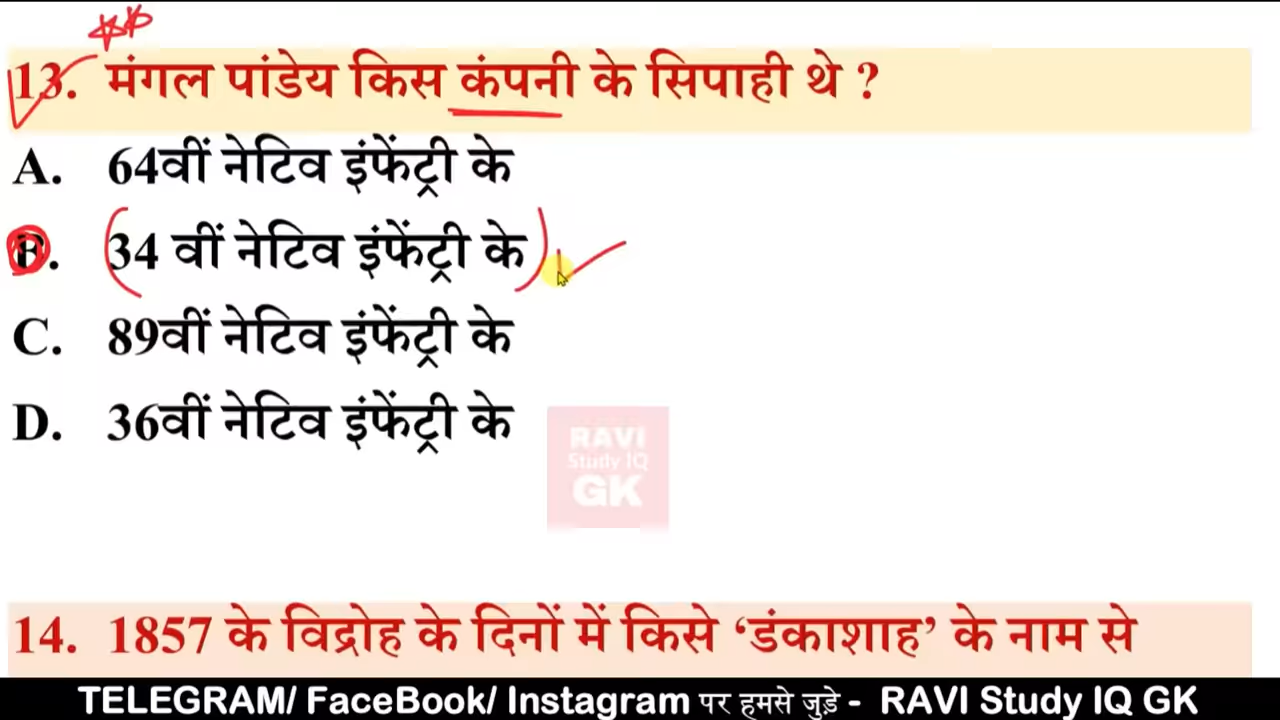 13. मंगल पांडेय किस कंपनी के सिपाही थे ?
A. 64वीं नेटिव इंफेंट्री के
B. 34 वीं नेटिव इंफेंट्री के
C. 89वीं नेटिव इंफेंट्री के
D. 36वीं नेटिव इंफेंट्री के
RAVI
Study IQ
GK
14. 1857 के विद्रोह के दिनों में किसे ‘डंकाशाह’ के नाम से
TELEGRAM/ FaceBook/ Instagram पर हमसे जुड़े - RAVI Study IQ GK